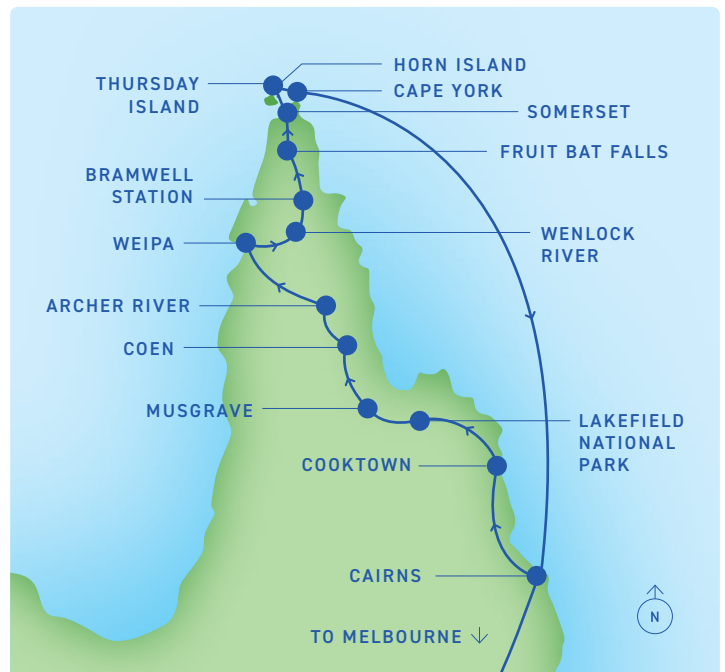 HORN ISLAND
THURSDAY
ISLAND
CAPE YORK
SOMERSET
FRUIT BAT FALLS
BRAMWELL
STATION
WEIPA
WENLOCK
RIVER
ARCHER RIVER
COEN
MUSGRAVE
LAKEFIELD
NATIONAL
PARK
COOKTOWN
CAIRNS
N
TO MELBOURNE